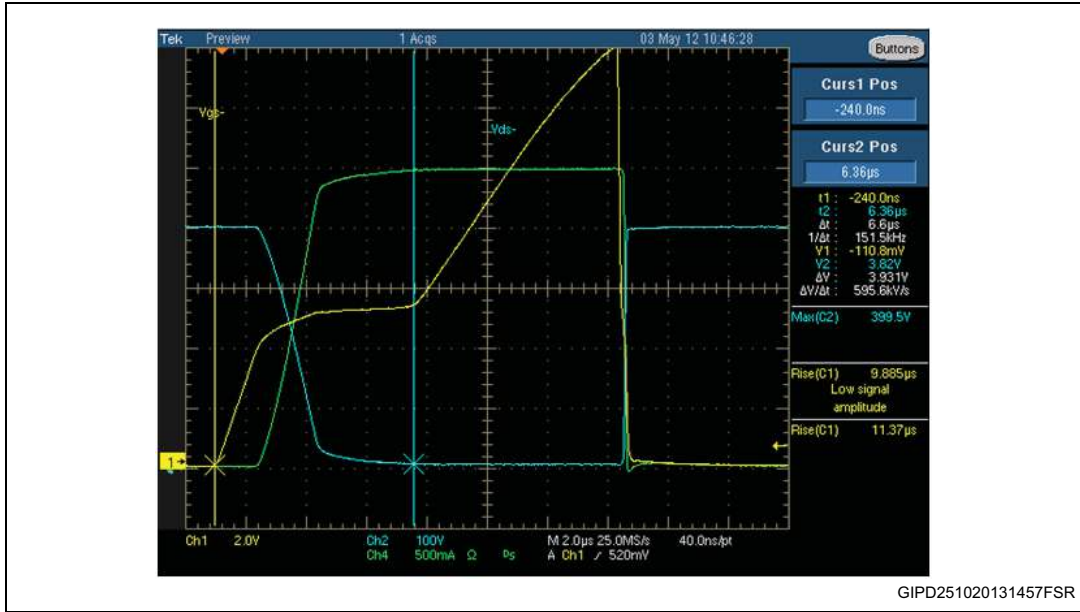 Tek Preview 1 Acqs 03 May 12 10:46:28
Buttons
Curs1 Pos
-240.0ns
Curs2 Pos
6.36µs
t1 : -240.0ns
t2 : 6.36µs
Δt : 6.6µs
1/Δt : 151.5kHz
V1 : -110.8mV
V2 : 3.82V
ΔV : 3.931V
ΔV/Δt : 595.6kV/s
Max(C2) 399.5V
Rise(C1) 9.885µs
Low signal
amplitude
Rise(C1) 11.37µs
Vgs-
Vds-
1
Ch1 2.0V Ch2 100V M 2.0µs 25.0MS/s 40.0ns/pt
Ch4 500mA Ω Ds A Ch1 / 520mV
GIPD251020131457FSR